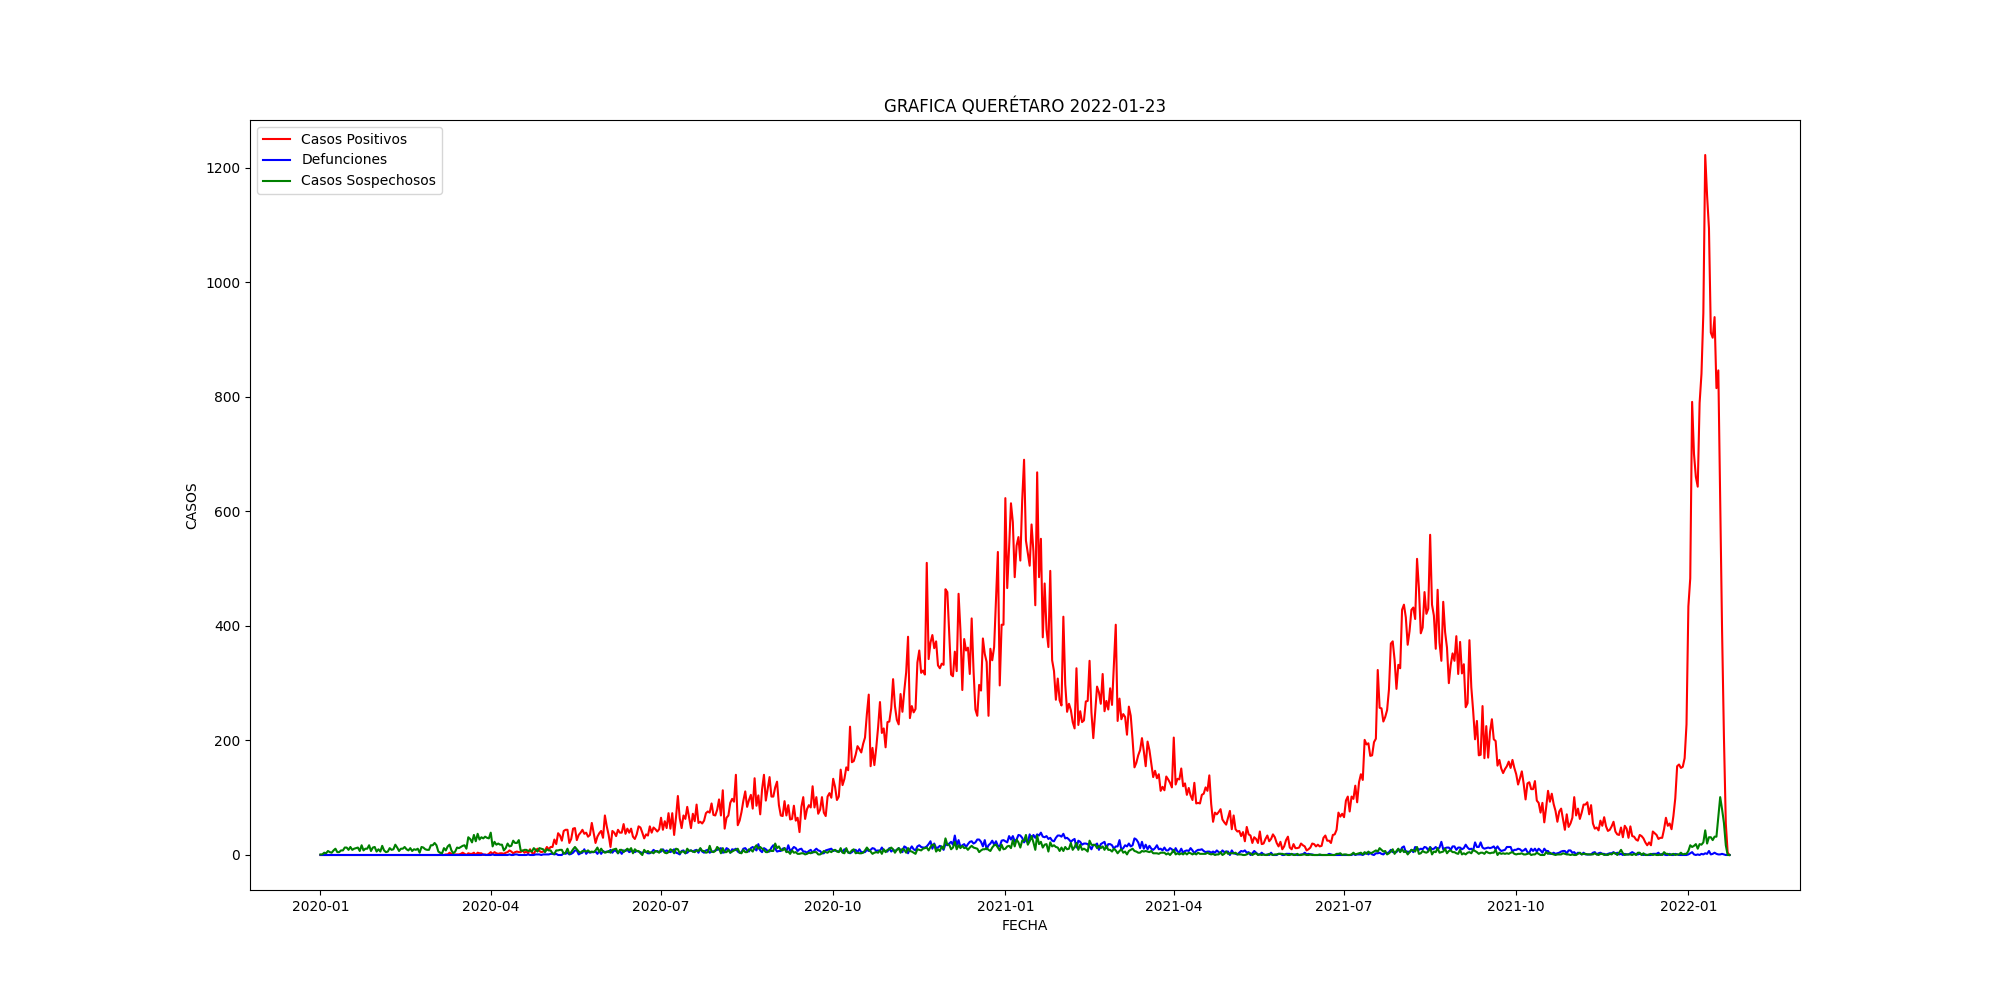 GRAFICA QUERÉTARO 2022-01-23
Casos Positivos
Defunciones
Casos Sospechosos
1200
1000
800
600
400
200
0
CASOS
2020-01 2020-04 2020-07 2020-10 2021-01 2021-04 2021-07 2021-10 2022-01
FECHA